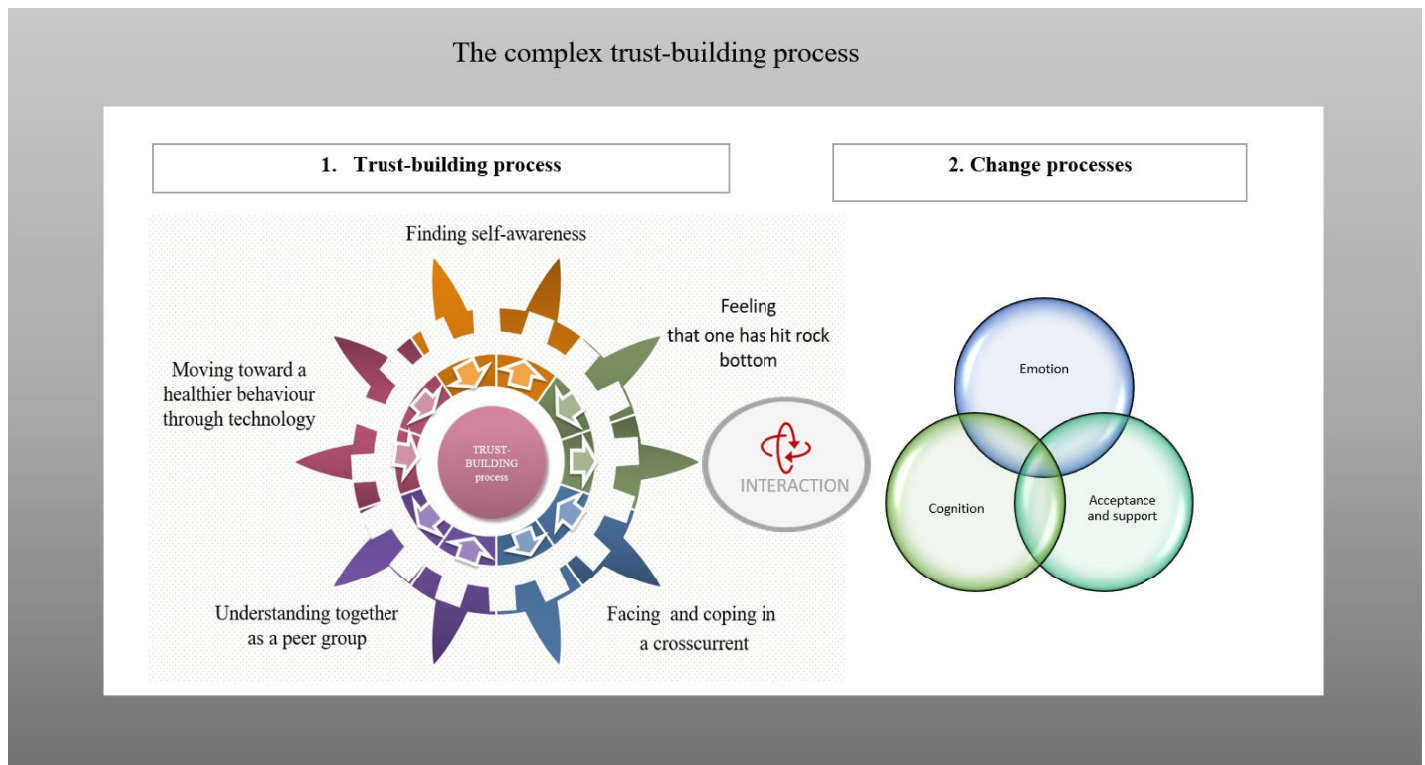 The complex trust-building process
1. Trust-building process
2. Change processes
Finding self-awareness
Feeling
that one has hit rock
bottom
Moving toward a
healthier behaviour
through technology
TRUST-
BUILDING
process
INTERACTION
Emotion
Cognition
Acceptance
and support
Understanding together
as a peer group
Facing and coping in
a crosscurrent